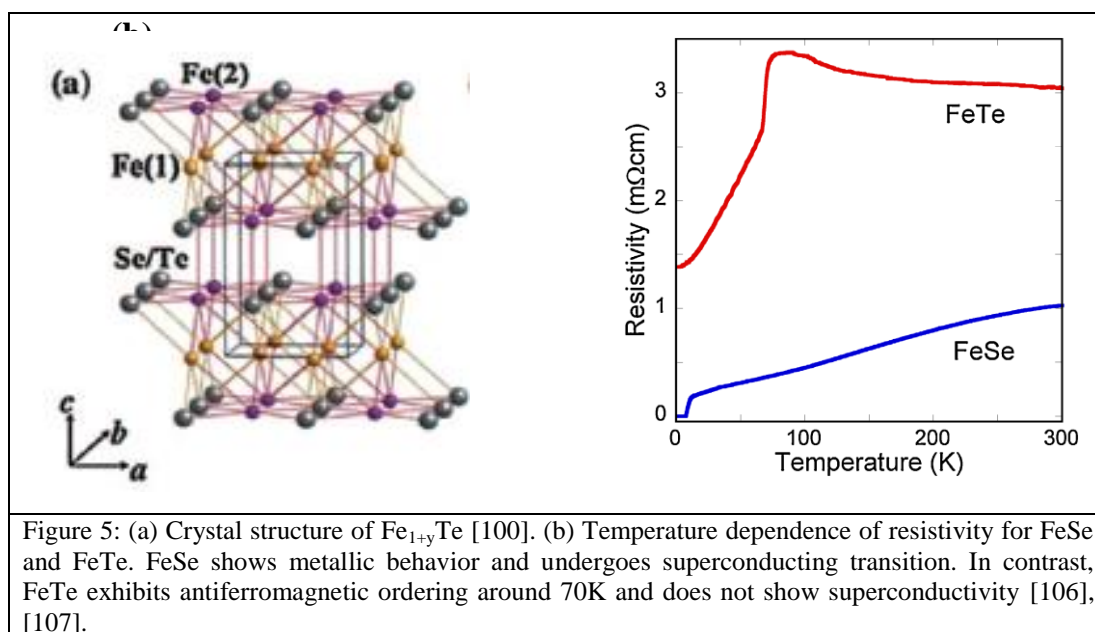 (b)
(a)
Fe(2)
Fe(1)
Se/Te
c
b
a
Resistivity (mΩcm)
3
2
1
0
FeTe
FeSe
0
100
200
300
Temperature (K)
Figure 5: (a) Crystal structure of Fe1+yTe [100]. (b) Temperature dependence of resistivity for FeSe
and FeTe. FeSe shows metallic behavior and undergoes superconducting transition. In contrast,
FeTe exhibits antiferromagnetic ordering around 70K and does not show superconductivity [106],
[107].